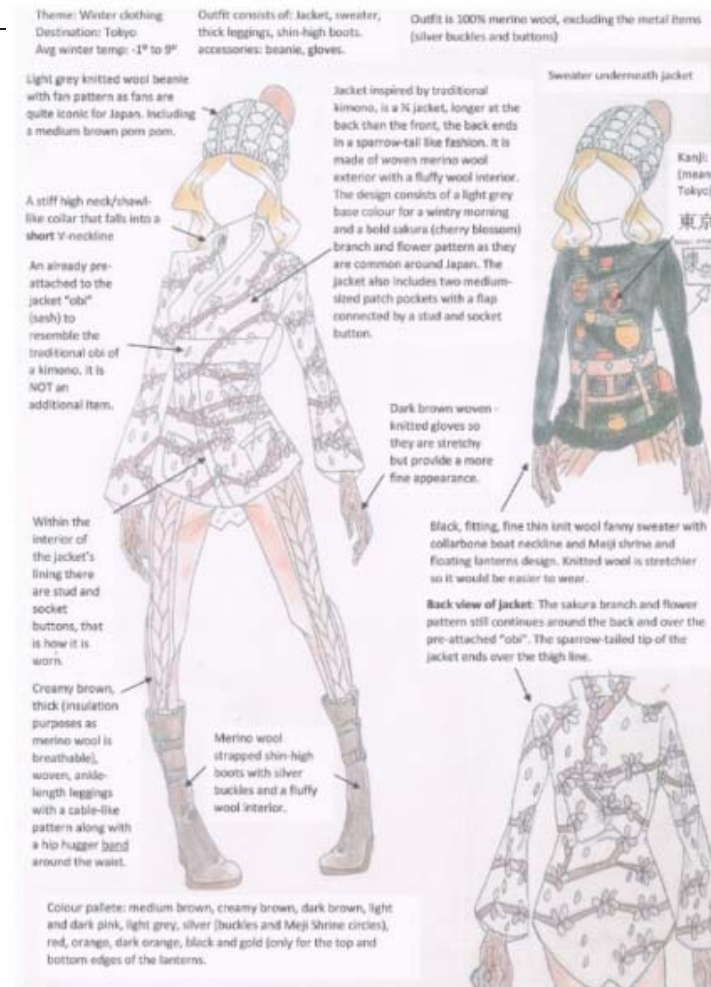 Theme: Winter clothing
Destination: Tokyo
Avg winter temp: -1° to 9°
Outfit consists of: Jacket, sweater,
thick leggings, shin-high boots.
accessories: beanie, gloves.
Outfit is 100% merino wool, excluding the metal items
(silver buckles and buttons)
Light grey knitted wool beanie
with fan pattern as fans are
quite iconic for Japan. Including
a medium brown pom pom.
Jacket inspired by traditional
kimono, is a ¾ jacket, longer at the
back than the front, the back ends
in a sparrow-tail like fashion. It is
made of woven merino wool
exterior with a fluffy wool interior.
The design consists of a light grey
base colour for a wintry morning
and a bold sakura (cherry blossom)
branch and flower pattern as they
are common around Japan. The
jacket also includes two medium-
sized patch pockets with a flap
connected by a stud and socket
button.
Sweater underneath jacket
Kanji:
(mean
Tokyo)
東京
A stiff high neck/shawl-
like collar that falls into a
short V-neckline
An already pre-
attached to the
jacket "obi"
(sash) to
resemble the
traditional obi of
a kimono. It is
NOT an
additional item.
Dark brown woven -
knitted gloves so
they are stretchy
but provide a more
fine appearance.
Within the
interior of
the jacket's
lining there
are stud and
socket
buttons, that
is how it is
worn.
Black, fitting, fine thin knit wool fanny sweater with
collarbone boat neckline and Meiji shrine and
floating lanterns design. Knitted wool is stretchier
so it would be easier to wear.
Back view of jacket: The sakura branch and flower
pattern still continues around the back and over the
pre-attached "obi". The sparrow-tailed tip of the
jacket ends over the thigh line.
Creamy brown,
thick (insulation
purposes as
merino wool is
breathable),
woven, ankle-
length leggings
with a cable-like
pattern along with
a hip hugger band
around the waist.
Merino wool
strapped shin-high
boots with silver
buckles and a fluffy
wool interior.
Colour pallete: medium brown, creamy brown, dark brown, light
and dark pink, light grey, silver (buckles and Meji Shrine circles),
red, orange, dark orange, black and gold (only for the top and
bottom edges of the lanterns.